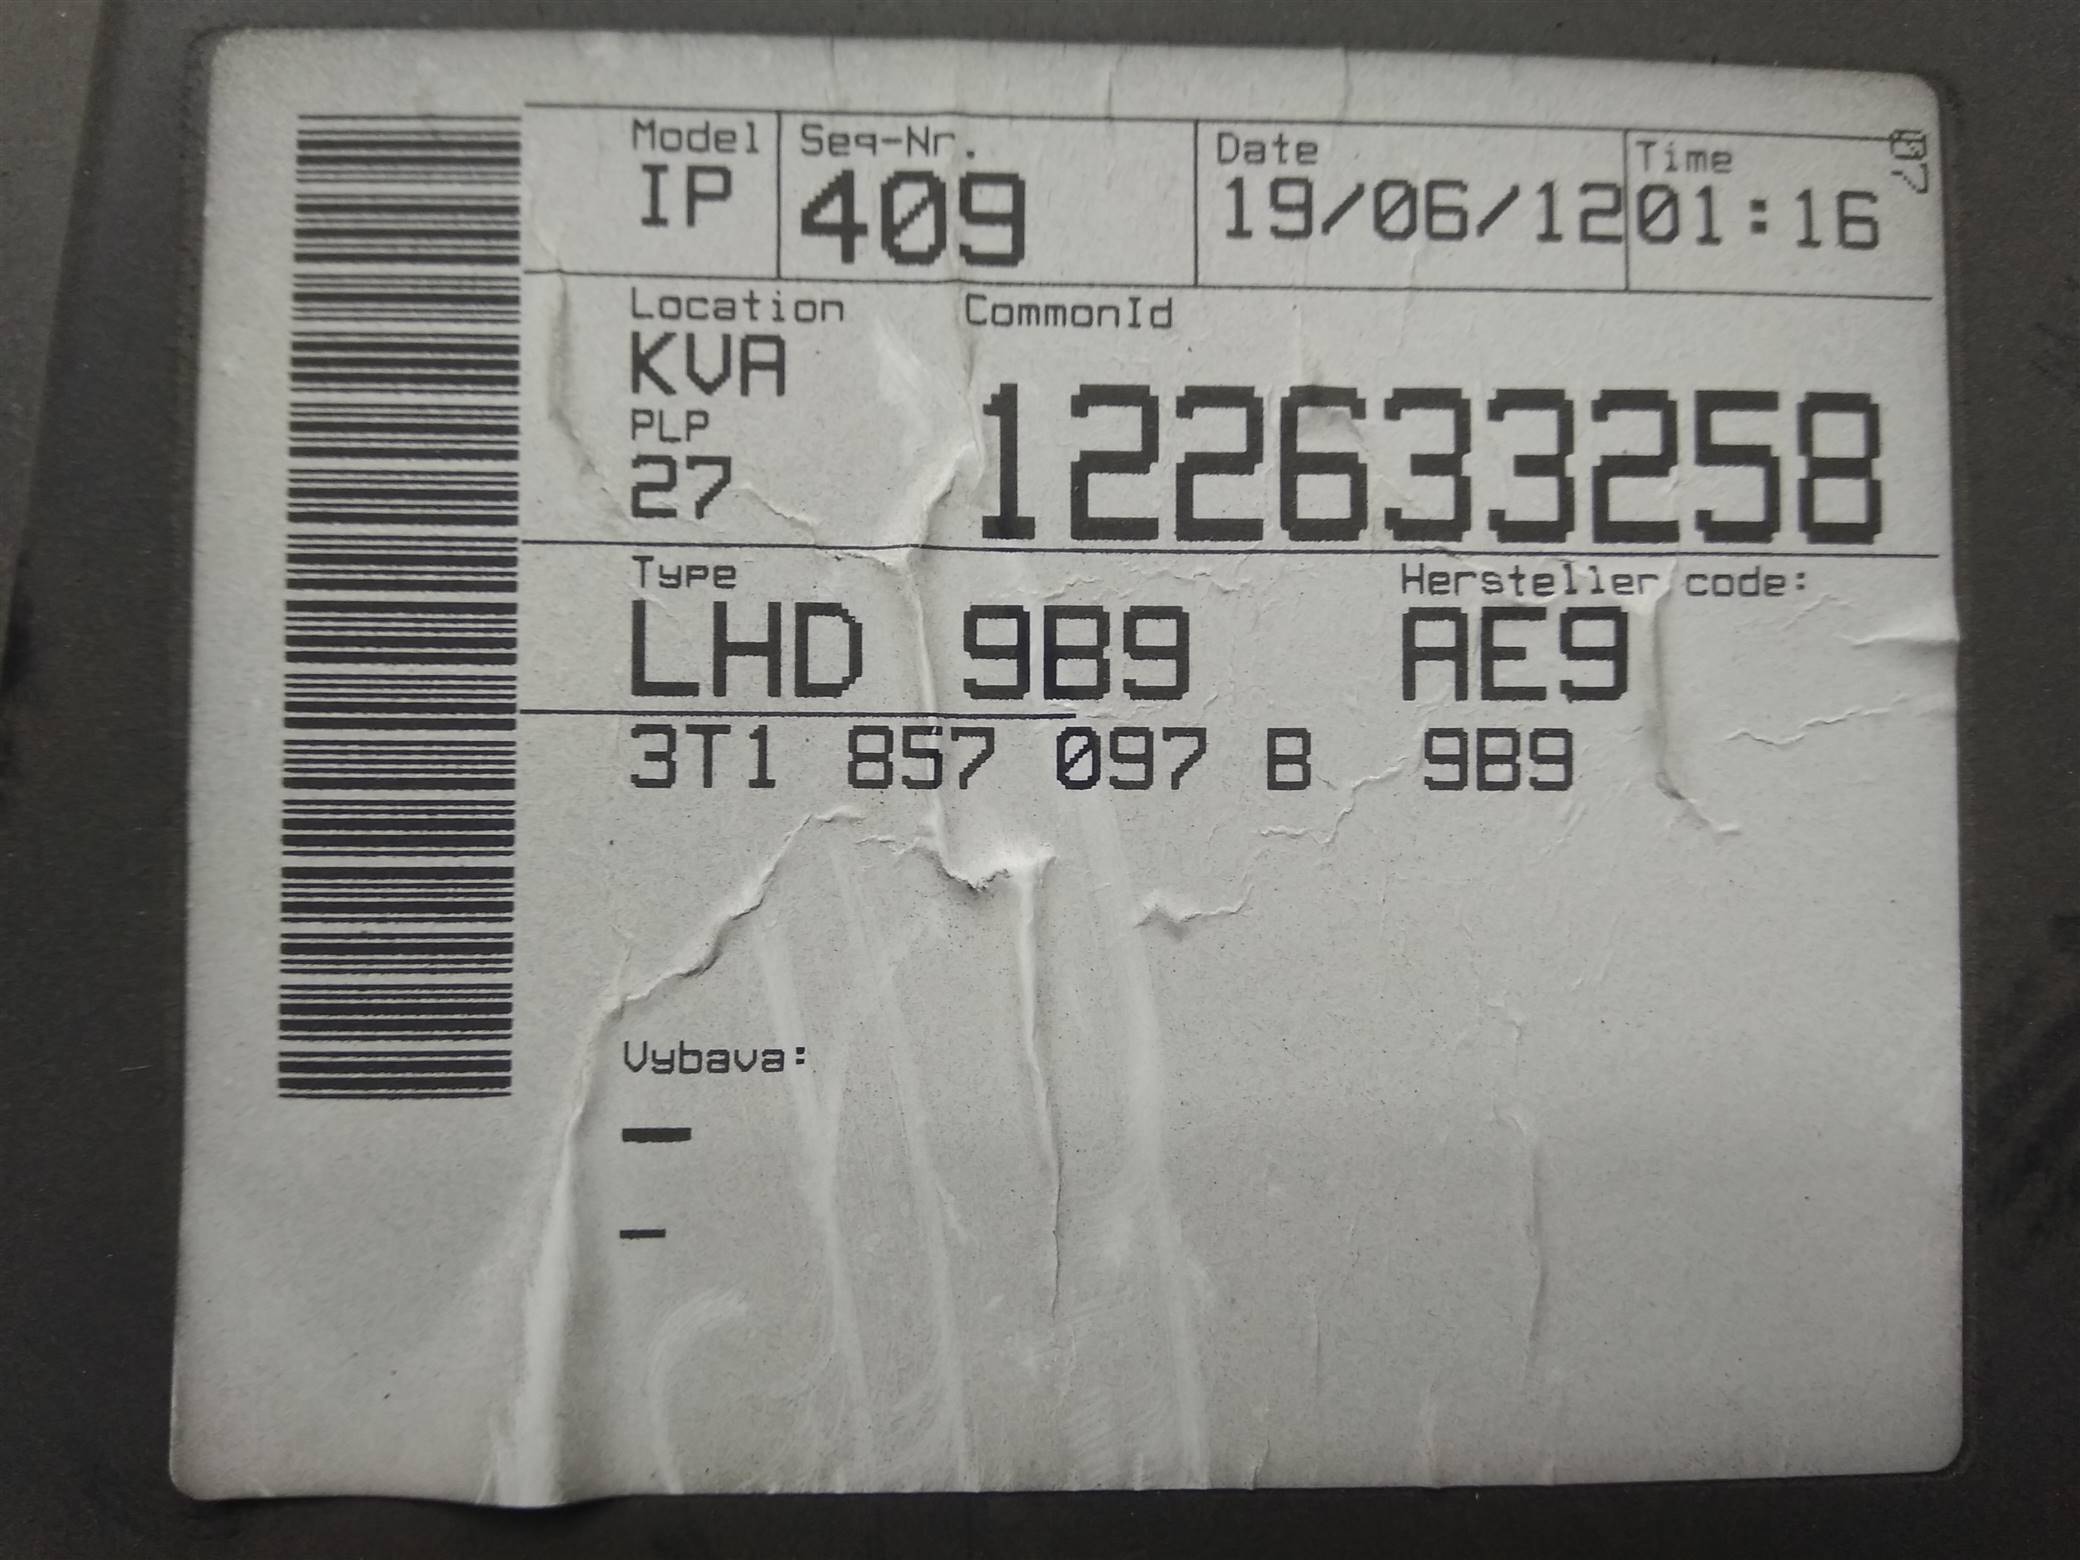 Model Seq-Nr. Date Time
IP 409 19/06/12 01:16
Location CommonId
KVA
PLP
27 122633258
Type Hersteller code:
LHD 9B9 AE9
3T1 857 097 B 9B9
Vybava:
-
-